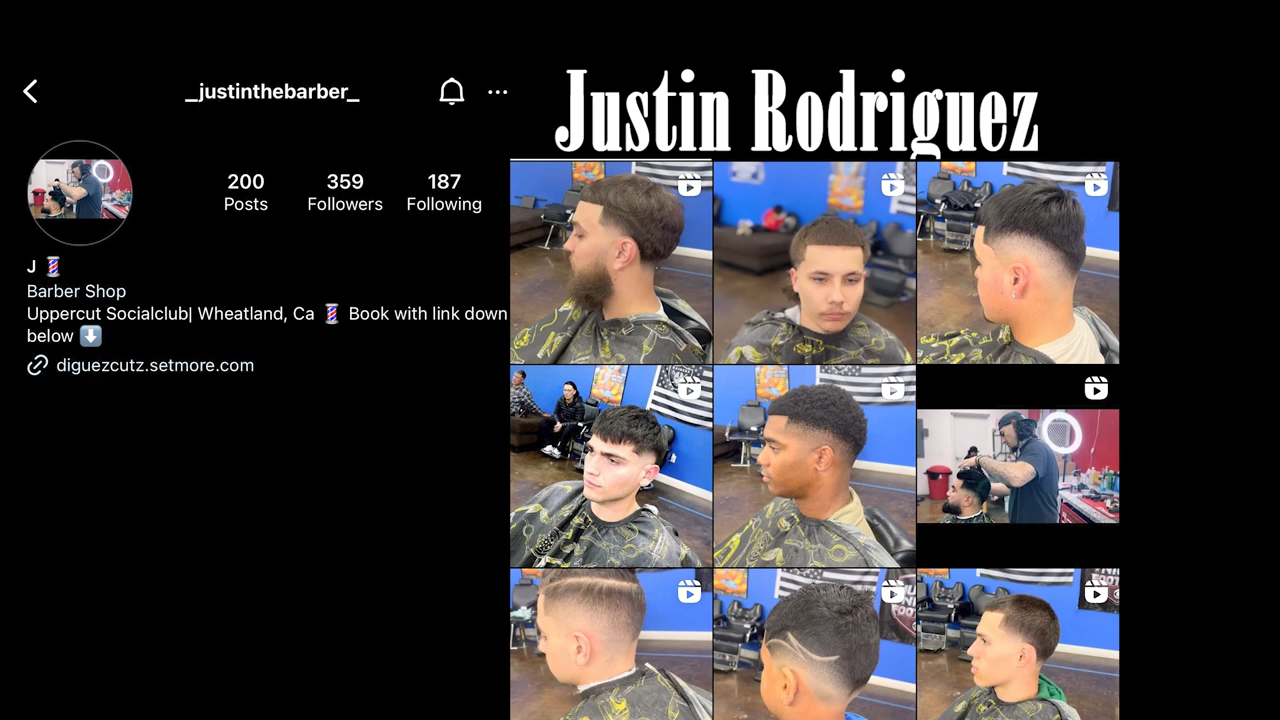 _justinthebarber_
Justin Rodriguez
200
359
187
Posts
Followers
Following
J 💈
Barber Shop
Uppercut Socialclub| Wheatland, Ca 💈 Book with link down
below ⬇️
diguezcutz.setmore.com